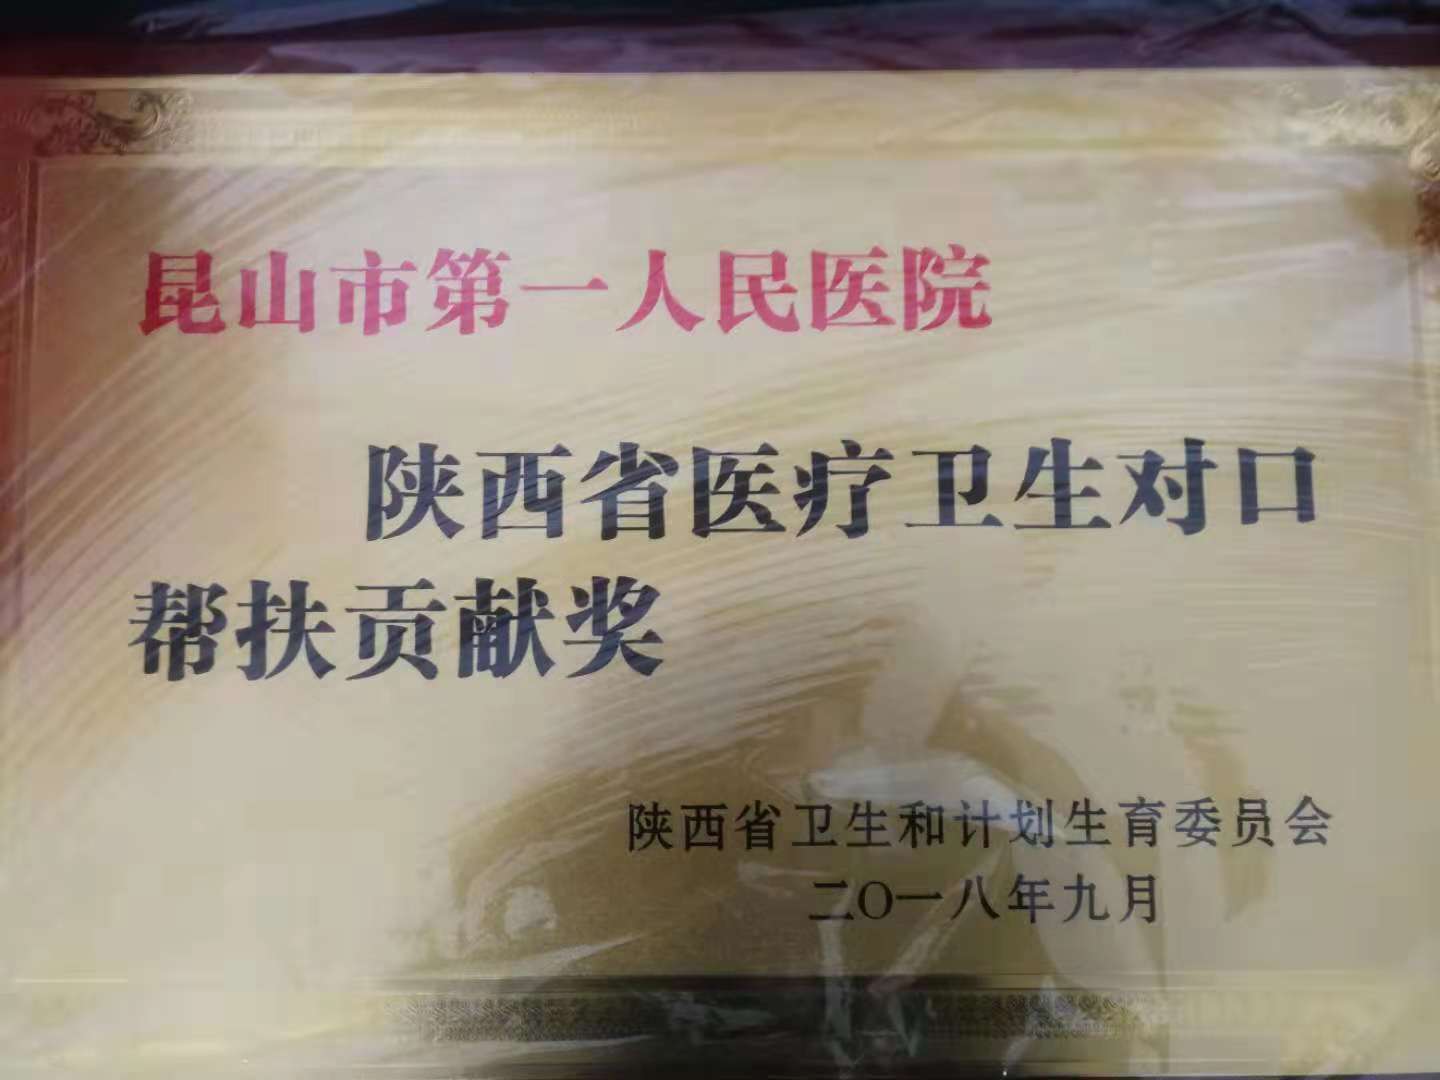 昆山市第一人民医院
陕西省医疗卫生对口
帮扶贡献奖
陕西省卫生和计划生育委员会
二〇一八年九月